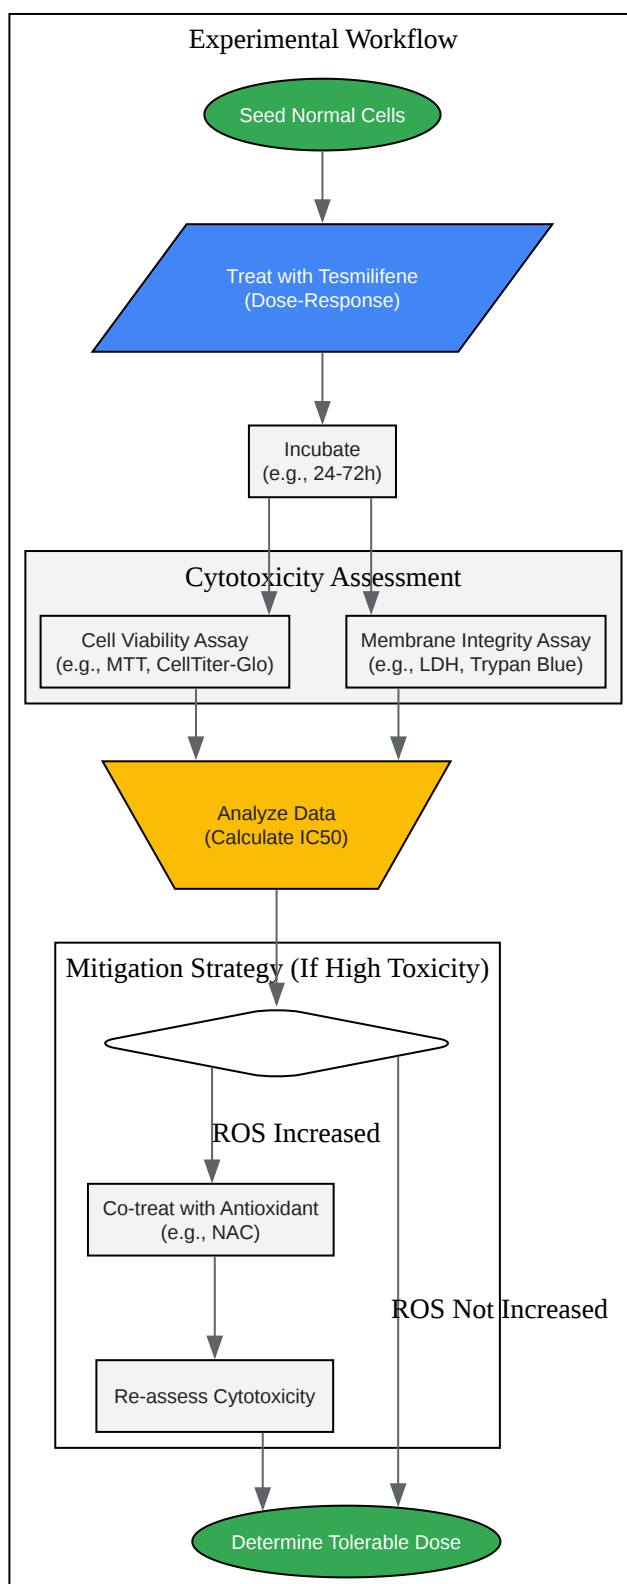 Experimental Workflow
Seed Normal Cells
Treat with Tesmilifene
(Dose-Response)
Incubate
(e.g., 24-72h)
Cytotoxicity Assessment
Cell Viability Assay
(e.g., MTT, CellTiter-Glo)
Membrane Integrity Assay
(e.g., LDH, Trypan Blue)
Analyze Data
(Calculate IC50)
Mitigation Strategy (If High Toxicity)
ROS Increased
Co-treat with Antioxidant
(e.g., NAC)
ROS Not Increased
Re-assess Cytotoxicity
Determine Tolerable Dose